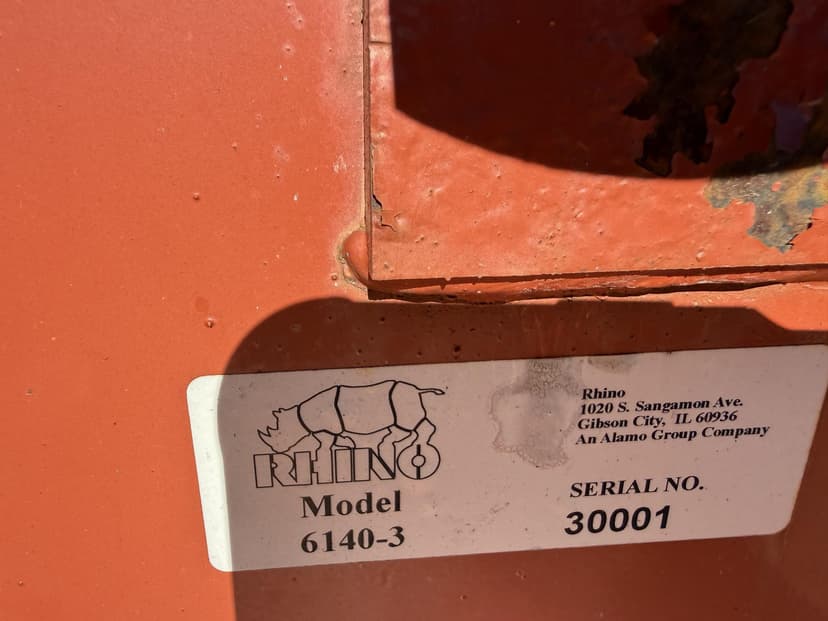 RHINO
Model
6140-3
Rhino
1020 S. Sangamon Ave.
Gibson City, IL 60936
An Alamo Group Company
SERIAL NO.
30001